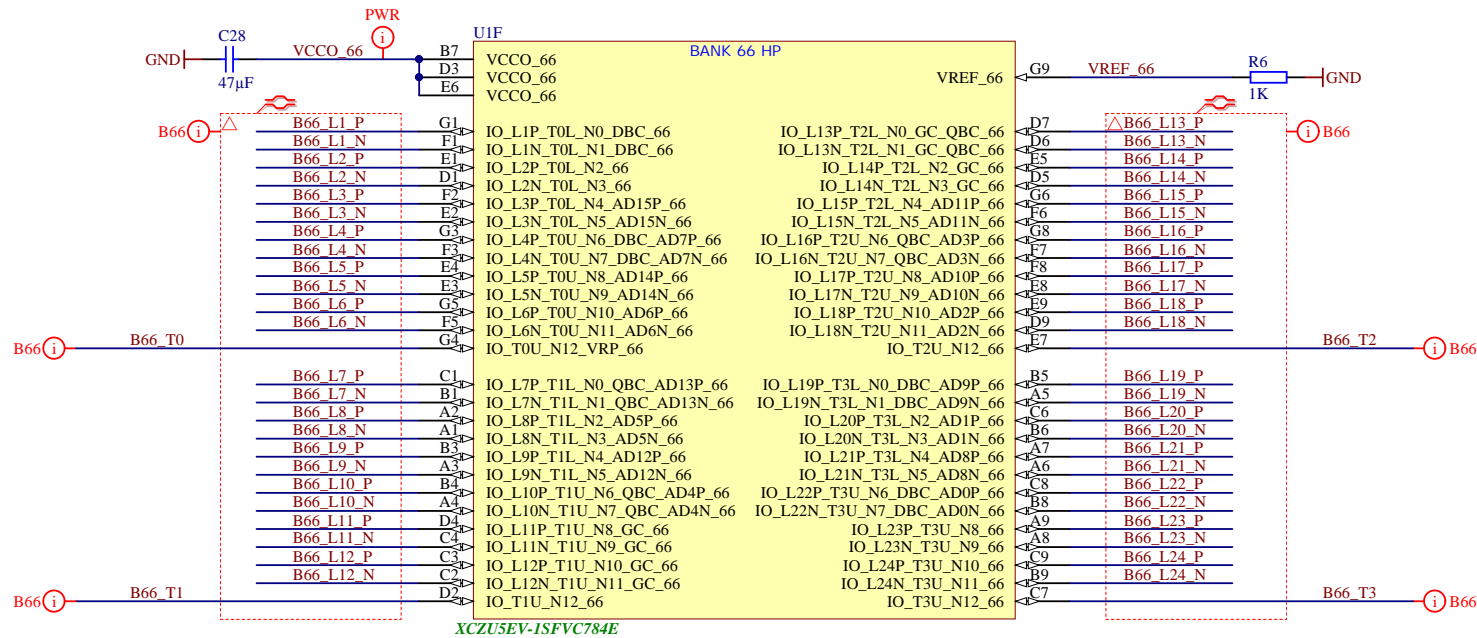 PWR
C28
GND
VCCO_66
47µF
U1F
BANK 66 HP
B7 VCCO_66
D3 VCCO_66
E6 VCCO_66
VREF_66 G9 VREF_66
R6
1K
GND
B66
B66
B66_L1_P G1 IO_L1P_T0L_N0_DBC_66 IO_L13P_T2L_N0_GC_QBC_66 D7 B66_L13_P
B66_L1_N F1 IO_L1N_T0L_N1_DBC_66 IO_L13N_T2L_N1_GC_QBC_66 D6 B66_L13_N
B66_L2_P E1 IO_L2P_T0L_N2_66 IO_L14P_T2L_N2_GC_66 E5 B66_L14_P
B66_L2_N D1 IO_L2N_T0L_N3_66 IO_L14N_T2L_N3_GC_66 D5 B66_L14_N
B66_L3_P F2 IO_L3P_T0L_N4_AD15P_66 IO_L15P_T2L_N4_AD11P_66 G6 B66_L15_P
B66_L3_N E2 IO_L3N_T0L_N5_AD15N_66 IO_L15N_T2L_N5_AD11N_66 F6 B66_L15_N
B66_L4_P G3 IO_L4P_T0U_N6_DBC_AD7P_66 IO_L16P_T2U_N6_QBC_AD3P_66 G8 B66_L16_P
B66_L4_N F3 IO_L4N_T0U_N7_DBC_AD7N_66 IO_L16N_T2U_N7_QBC_AD3N_66 F7 B66_L16_N
B66_L5_P E4 IO_L5P_T0U_N8_AD14P_66 IO_L17P_T2U_N8_AD10P_66 F8 B66_L17_P
B66_L5_N E3 IO_L5N_T0U_N9_AD14N_66 IO_L17N_T2U_N9_AD10N_66 E8 B66_L17_N
B66_L6_P G5 IO_L6P_T0U_N10_AD6P_66 IO_L18P_T2U_N10_AD2P_66 E9 B66_L18_P
B66_L6_N F5 IO_L6N_T0U_N11_AD6N_66 IO_L18N_T2U_N11_AD2N_66 D9 B66_L18_N
B66 B66_T0 G4 IO_T0U_N12_VRP_66 IO_T2U_N12_66 E7 B66_T2 B66
B66_L7_P C1 IO_L7P_T1L_N0_QBC_AD13P_66 IO_L19P_T3L_N0_DBC_AD9P_66 B5 B66_L19_P
B66_L7_N B1 IO_L7N_T1L_N1_QBC_AD13N_66 IO_L19N_T3L_N1_DBC_AD9N_66 A5 B66_L19_N
B66_L8_P A2 IO_L8P_T1L_N2_AD5P_66 IO_L20P_T3L_N2_AD1P_66 C6 B66_L20_P
B66_L8_N A1 IO_L8N_T1L_N3_AD5N_66 IO_L20N_T3L_N3_AD1N_66 B6 B66_L20_N
B66_L9_P B3 IO_L9P_T1L_N4_AD12P_66 IO_L21P_T3L_N4_AD8P_66 A7 B66_L21_P
B66_L9_N A3 IO_L9N_T1L_N5_AD12N_66 IO_L21N_T3L_N5_AD8N_66 A6 B66_L21_N
B66_L10_P B4 IO_L10P_T1U_N6_QBC_AD4P_66 IO_L22P_T3U_N6_DBC_AD0P_66 C8 B66_L22_P
B66_L10_N A4 IO_L10N_T1U_N7_QBC_AD4N_66 IO_L22N_T3U_N7_DBC_AD0N_66 B8 B66_L22_N
B66_L11_P D4 IO_L11P_T1U_N8_GC_66 IO_L23P_T3U_N8_66 A9 B66_L23_P
B66_L11_N C4 IO_L11N_T1U_N9_GC_66 IO_L23N_T3U_N9_66 A8 B66_L23_N
B66_L12_P C3 IO_L12P_T1U_N10_GC_66 IO_L24P_T3U_N10_66 C9 B66_L24_P
B66_L12_N C2 IO_L12N_T1U_N11_GC_66 IO_L24N_T3U_N11_66 B9 B66_L24_N
B66 B66_T1 D2 IO_T1U_N12_66 IO_T3U_N12_66 C7 B66_T3 B66
XCZU5EV-1SFVC784E